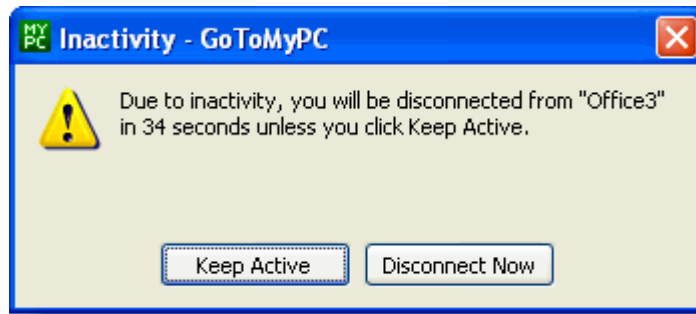 MY
PC
Inactivity - GoToMyPC
Due to inactivity, you will be disconnected from "Office3"
in 34 seconds unless you click Keep Active.
Keep Active
Disconnect Now